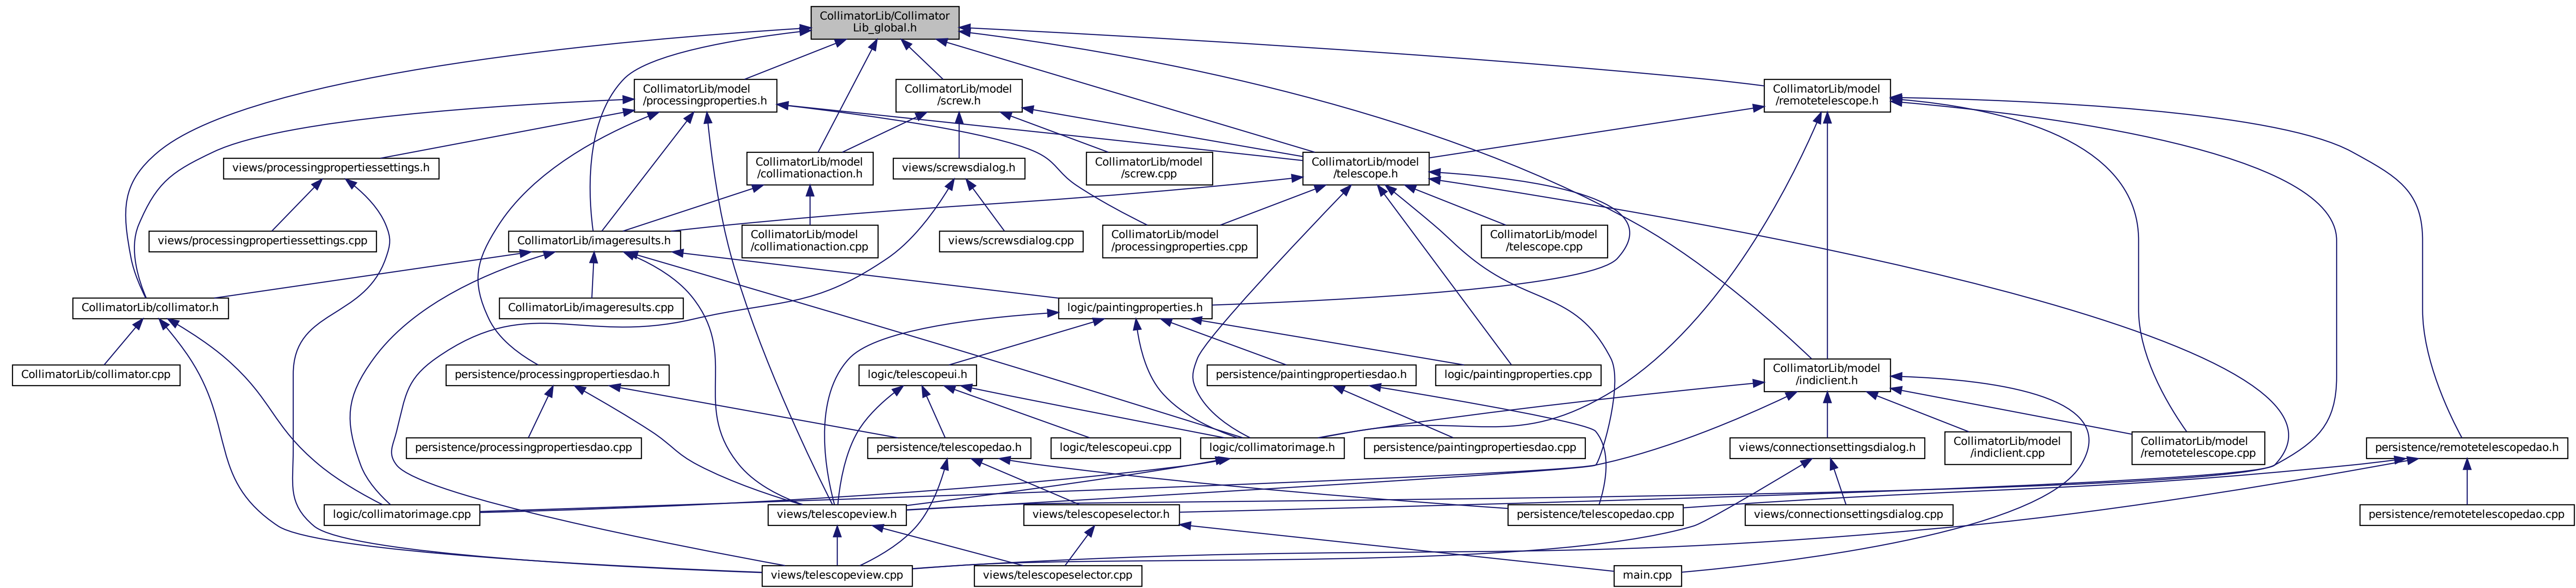 CollimatorLib/Collimator
Lib_global.h
CollimatorLib/model
/processingproperties.h
CollimatorLib/model
/screw.h
CollimatorLib/model
/remotetelescope.h
views/processingpropertiessettings.h
CollimatorLib/model
/collimationaction.h
views/screwsdialog.h
CollimatorLib/model
/screw.cpp
CollimatorLib/model
/telescope.h
views/processingpropertiessettings.cpp
CollimatorLib/imageresults.h
CollimatorLib/model
/collimationaction.cpp
views/screwsdialog.cpp
CollimatorLib/model
/processingproperties.cpp
CollimatorLib/model
/telescope.cpp
CollimatorLib/collimator.h
CollimatorLib/imageresults.cpp
logic/paintingproperties.h
CollimatorLib/collimator.cpp
persistence/processingpropertiesdao.h
logic/telescopeui.h
persistence/paintingpropertiesdao.h
logic/paintingproperties.cpp
CollimatorLib/model
/indiclient.h
persistence/processingpropertiesdao.cpp
persistence/telescopedao.h
logic/telescopeui.cpp
logic/collimatorimage.h
persistence/paintingpropertiesdao.cpp
views/connectionsettingsdialog.h
CollimatorLib/model
/indiclient.cpp
CollimatorLib/model
/remotetelescope.cpp
persistence/remotetelescopedao.h
logic/collimatorimage.cpp
views/telescopeview.h
views/telescopeselector.h
persistence/telescopedao.cpp
views/connectionsettingsdialog.cpp
persistence/remotetelescopedao.cpp
views/telescopeview.cpp
views/telescopeselector.cpp
main.cpp